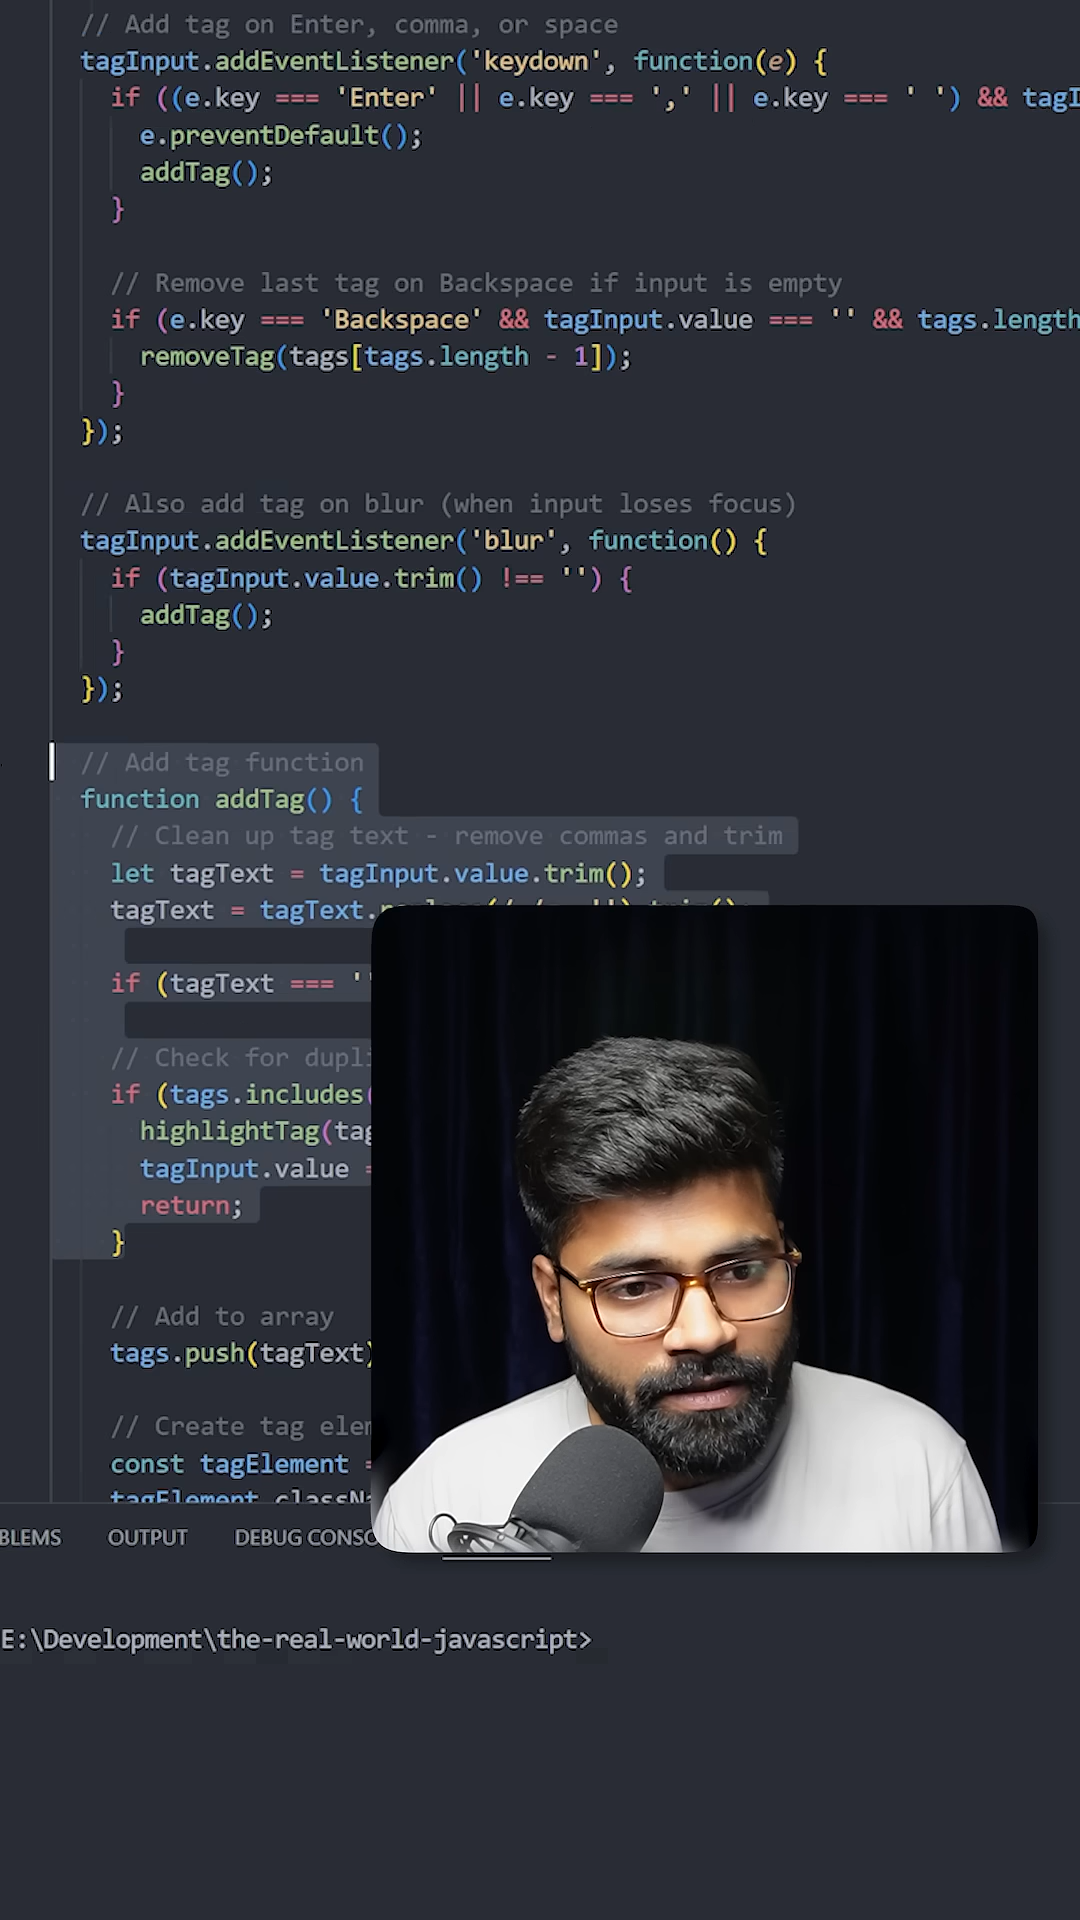 // Add tag on Enter, comma, or space
tagInput.addEventListener('keydown', function(e) {
if ((e.key === 'Enter' || e.key === ',' || e.key === ' ') && tagI
e.preventDefault();
addTag();
}
// Remove last tag on Backspace if input is empty
if (e.key === 'Backspace' && tagInput.value === '' && tags.length
removeTag(tags[tags.length - 1]);
}
});
// Also add tag on blur (when input loses focus)
tagInput.addEventListener('blur', function() {
if (tagInput.value.trim() !== '') {
addTag();
}
});
// Add tag function
function addTag() {
// Clean up tag text - remove commas and trim
let tagText = tagInput.value.trim();
tagText = tagText.
if (tagText === '
// Check for dupli
if (tags.includes(
highlightTag(tag
tagInput.value =
return;
}
// Add to array
tags.push(tagText)
// Create tag elem
const tagElement =
tagElement.classNa
BLEMS OUTPUT DEBUG CONSO
E:\Development\the-real-world-javascript>